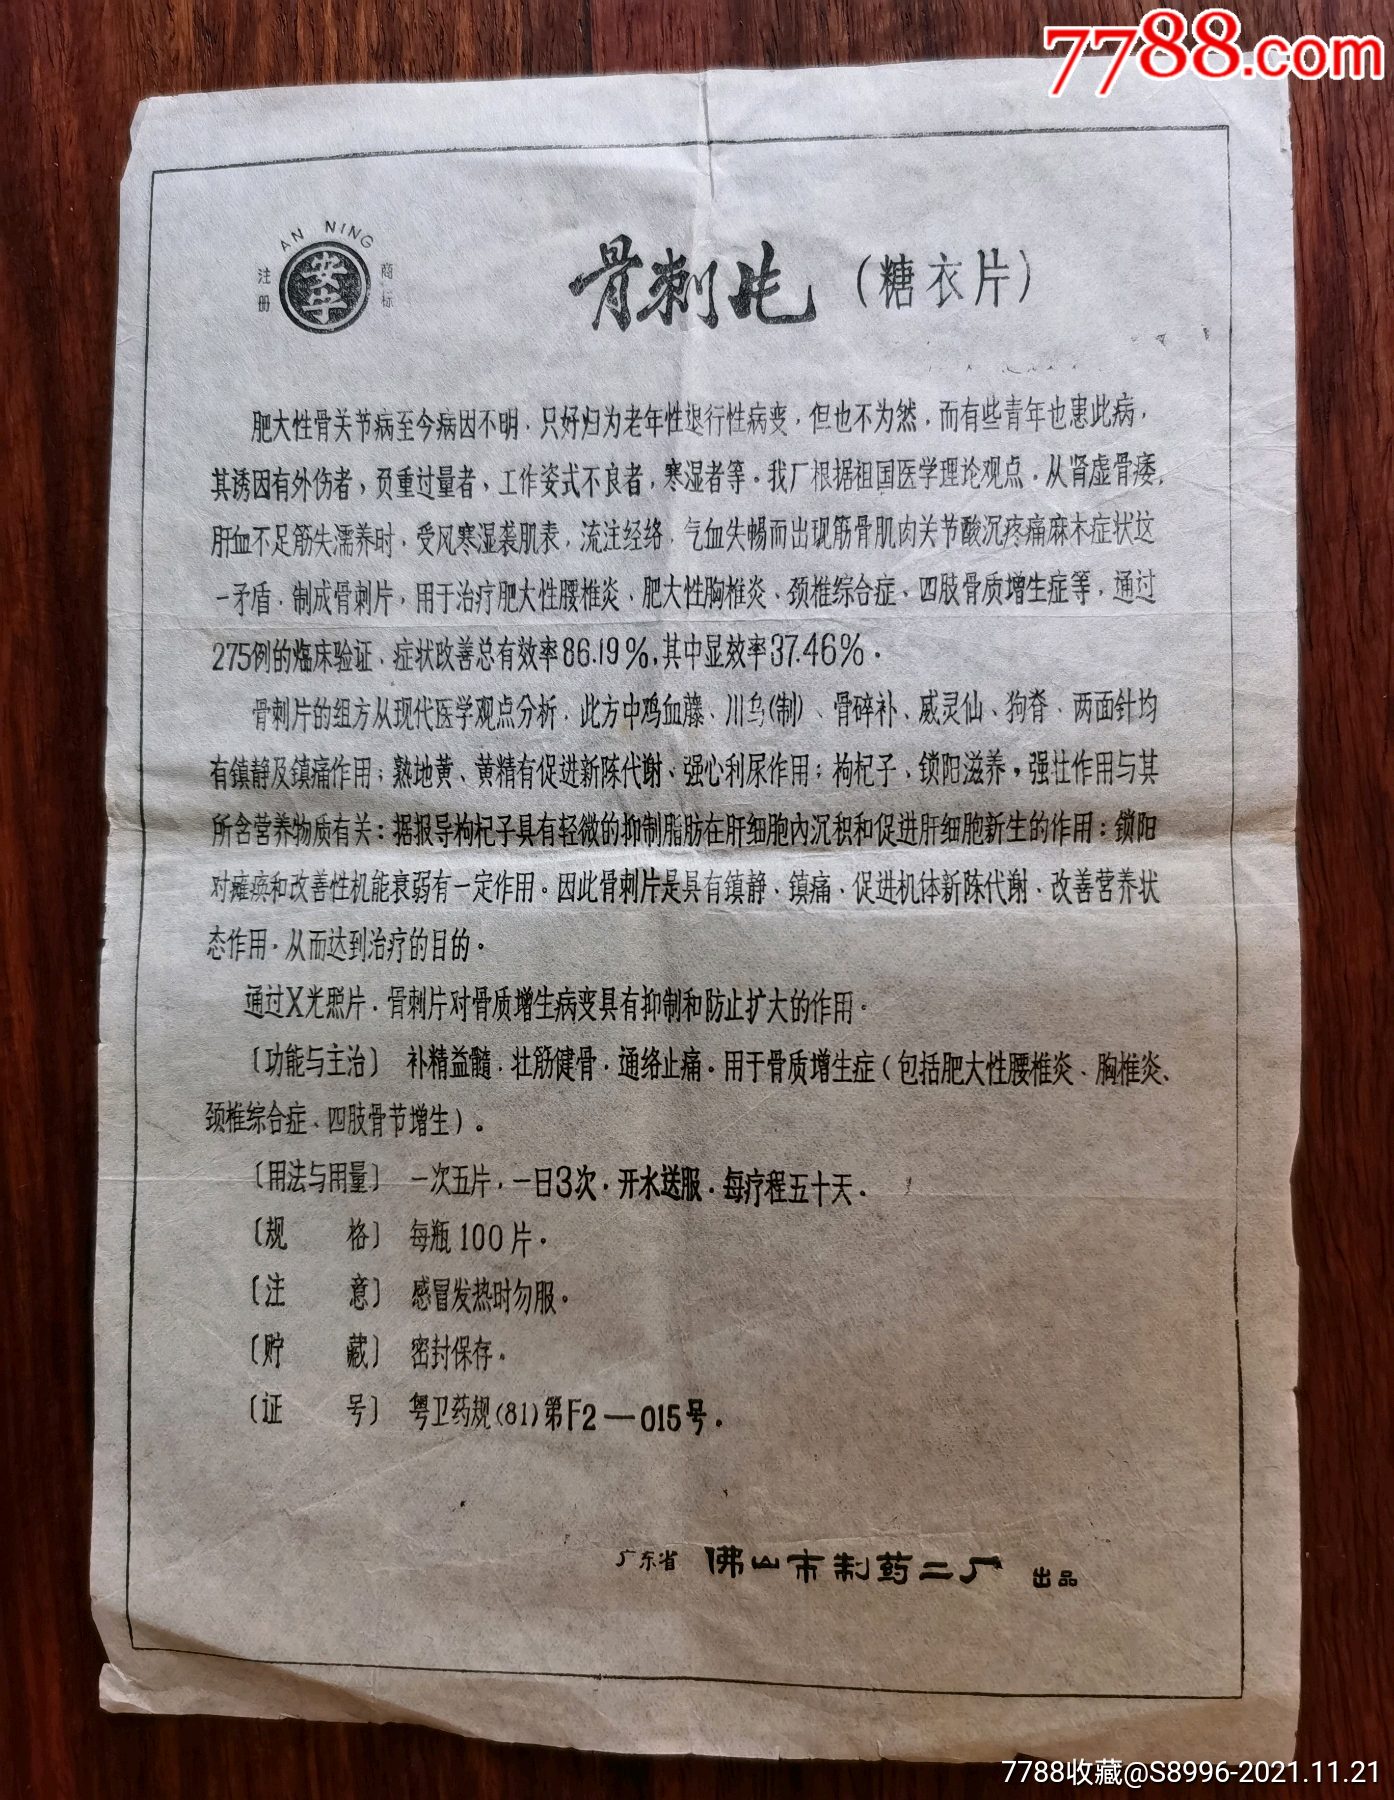 7788.com
AN NING
注册 商标
安宁
骨刺片（糖衣片）
肥大性骨关节病至今病因不明，只好归为老年性退行性病变，但也不为然，而有些青年也患此病，
其诱因有外伤者，负重过量者，工作姿式不良者，寒湿者等。我厂根据祖国医学理论观点，从肾虚骨痿，
肝血不足筋失濡养时，受风寒湿袭肌表，流注经络，气血失畅而出现筋骨肌肉关节酸沉疼痛麻木症状这
一矛盾，制成骨刺片，用于治疗肥大性腰椎炎、肥大性胸椎炎、颈椎综合症、四肢骨质增生症等，通过
275例的临床验证、症状改善总有效率86.19%，其中显效率37.46%。
骨刺片的组方从现代医学观点分析，此方中鸡血藤、川乌(制)、骨碎补、威灵仙、狗脊、两面针均
有镇静及镇痛作用；熟地黄、黄精有促进新陈代谢、强心利尿作用；枸杞子、锁阳滋养，强壮作用与其
所含营养物质有关；据报导枸杞子具有轻微的抑制脂肪在肝细胞内沉积和促进肝细胞新生的作用；锁阳
对瘫痪和改善性机能衰弱有一定作用。因此骨刺片是具有镇静、镇痛、促进机体新陈代谢、改善营养状
态作用，从而达到治疗的目的。
通过X光照片，骨刺片对骨质增生病变具有抑制和防止扩大的作用。
〔功能与主治〕 补精益髓，壮筋健骨，通络止痛。用于骨质增生症（包括肥大性腰椎炎、胸椎炎、
颈椎综合症、四肢骨节增生）。
〔用法与用量〕 一次五片，一日3次，开水送服，每疗程五十天。
〔规 格〕 每瓶100片。
〔注 意〕 感冒发热时勿服。
〔贮 藏〕 密封保存。
〔证 号〕 粤卫药规(81)第F2—015号。
广东省 佛山市制药二厂 出品
7788收藏@S8996-2021.11.21